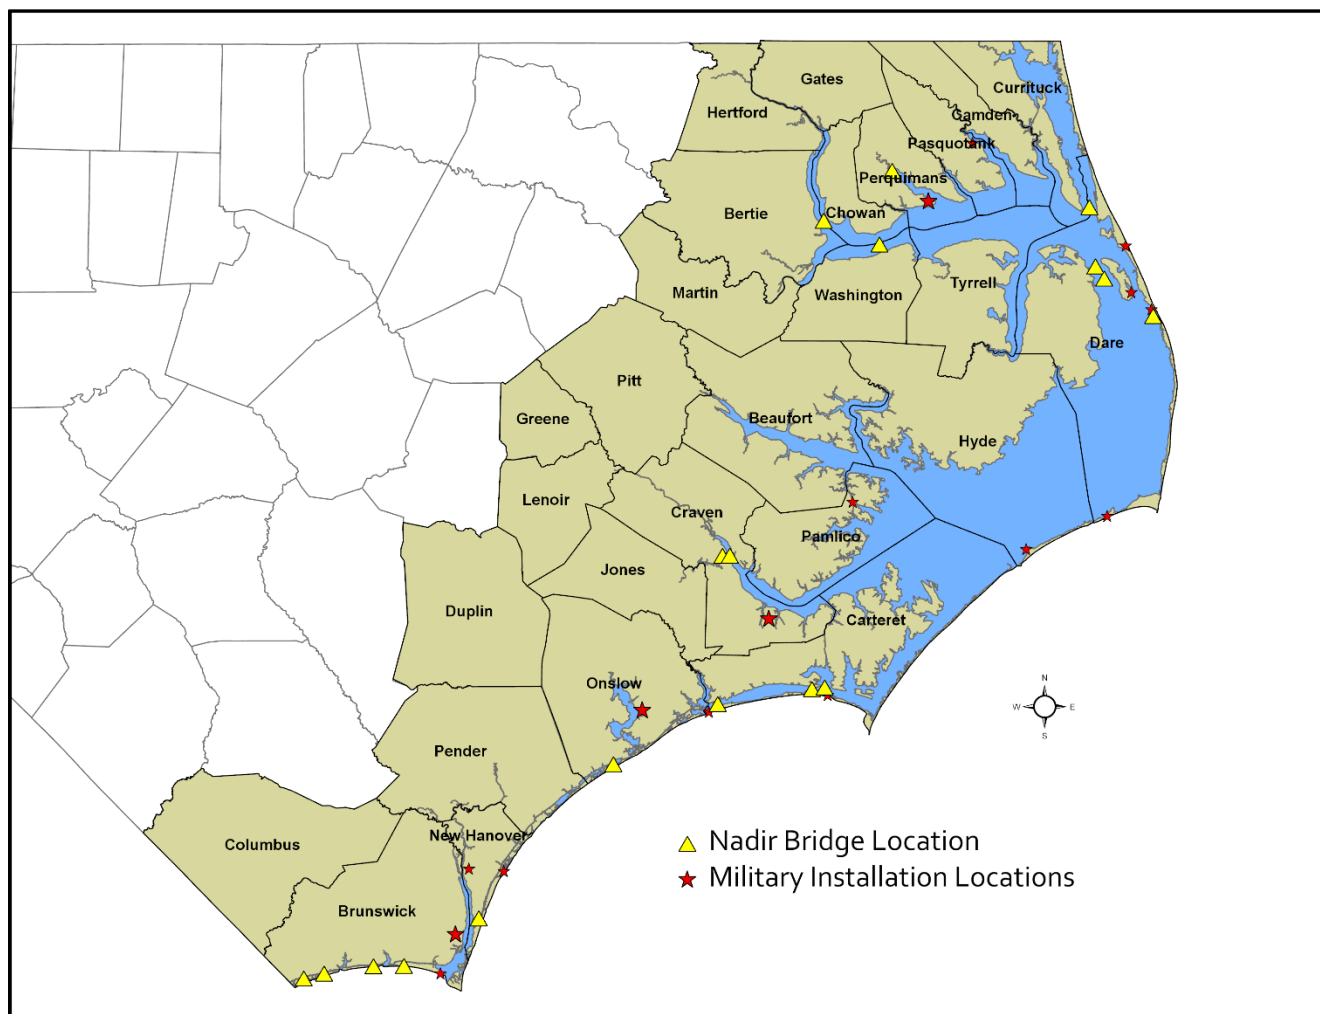 Gates
Currituck
Hertford
Camden
Pasquotank
Perquimans
Bertie
Chowan
Tyrrell
Martin
Washington
Dare
Pitt
Greene
Beaufort
Hyde
Lenoir
Craven
Pamlico
Jones
Duplin
Carteret
Onslow
N
W E
S
Pender
New Hanover
Columbus
Nadir Bridge Location
Military Installation Locations
Brunswick